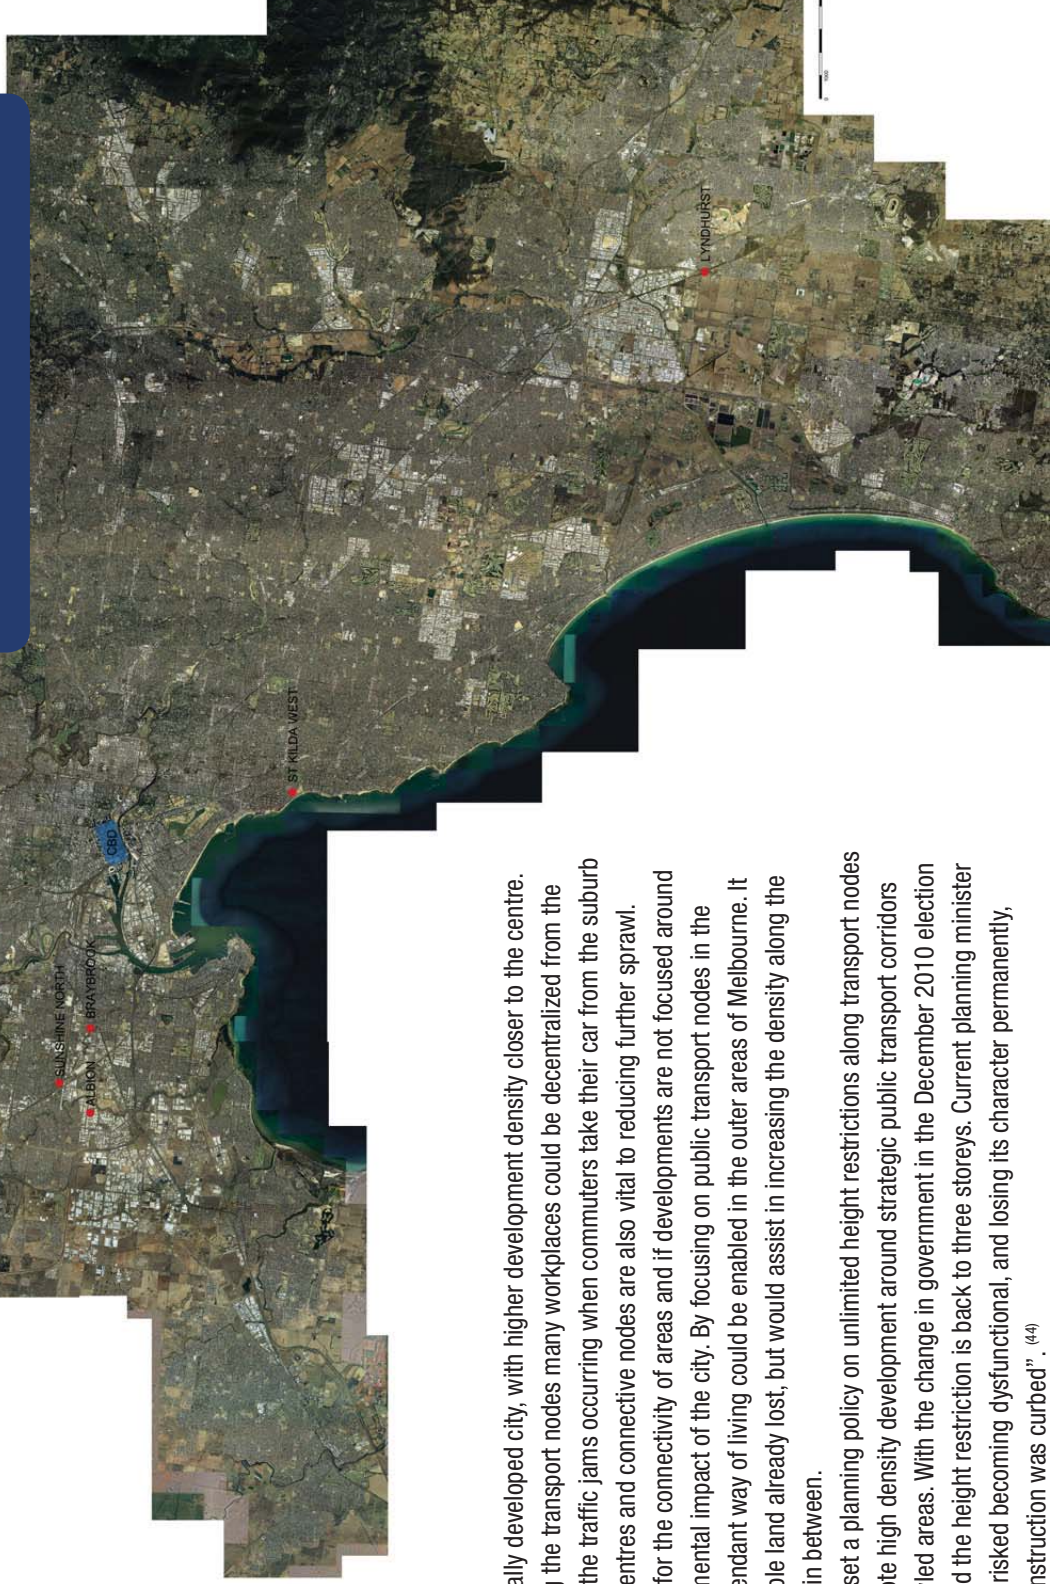 SUNSHINE NORTH
ALBION
BRAYBROOK
CBD
ST KILDA WEST
LYNDHURST
0
1000
ally developed city, with higher development density closer to the centre.
the transport nodes many workplaces could be decentralized from the
the traffic jams occurring when commuters take their car from the suburb
entres and connective nodes are also vital to reducing further sprawl.
for the connectivity of areas and if developments are not focused around
mental impact of the city. By focusing on public transport nodes in the
endant way of living could be enabled in the outer areas of Melbourne. It
ble land already lost, but would assist in increasing the density along the
in between.
set a planning policy on unlimited height restrictions along transport nodes
ote high density development around strategic public transport corridors
led areas. With the change in government in the December 2010 election
d the height restriction is back to three storeys. Current planning minister
risked becoming dysfunctional, and losing its character permanently,
nstruction was curbed". (44)